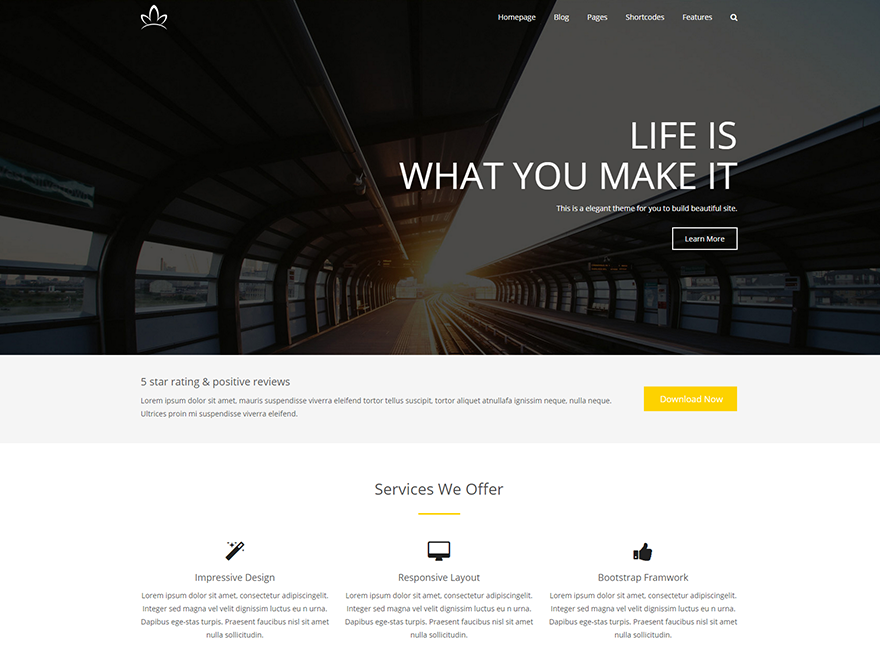 Homepage Blog Pages Shortcodes Features
LIFE IS
WHAT YOU MAKE IT
This is a elegant theme for you to build beautiful site.
Learn More
5 star rating & positive reviews
Lorem ipsum dolor sit amet, mauris suspendisse viverra eleifend tortor tellus suscipit, tortor aliquet atnullafa ignissim neque, nulla neque.
Ultrices proin mi suspendisse viverra eleifend.
Download Now
Services We Offer
Impressive Design
Lorem ipsum dolor sit amet, consectetur adipiscingelit.
Integer sed magna vel velit dignissim luctus eu n urna.
Dapibus ege-stas turpis. Praesent faucibus nisl sit amet
nulla sollicitudin.
Responsive Layout
Lorem ipsum dolor sit amet, consectetur adipiscingelit.
Integer sed magna vel velit dignissim luctus eu n urna.
Dapibus ege-stas turpis. Praesent faucibus nisl sit amet
nulla sollicitudin.
Bootstrap Framwork
Lorem ipsum dolor sit amet, consectetur adipiscingelit.
Integer sed magna vel velit dignissim luctus eu n urna.
Dapibus ege-stas turpis. Praesent faucibus nisl sit amet
nulla sollicitudin.